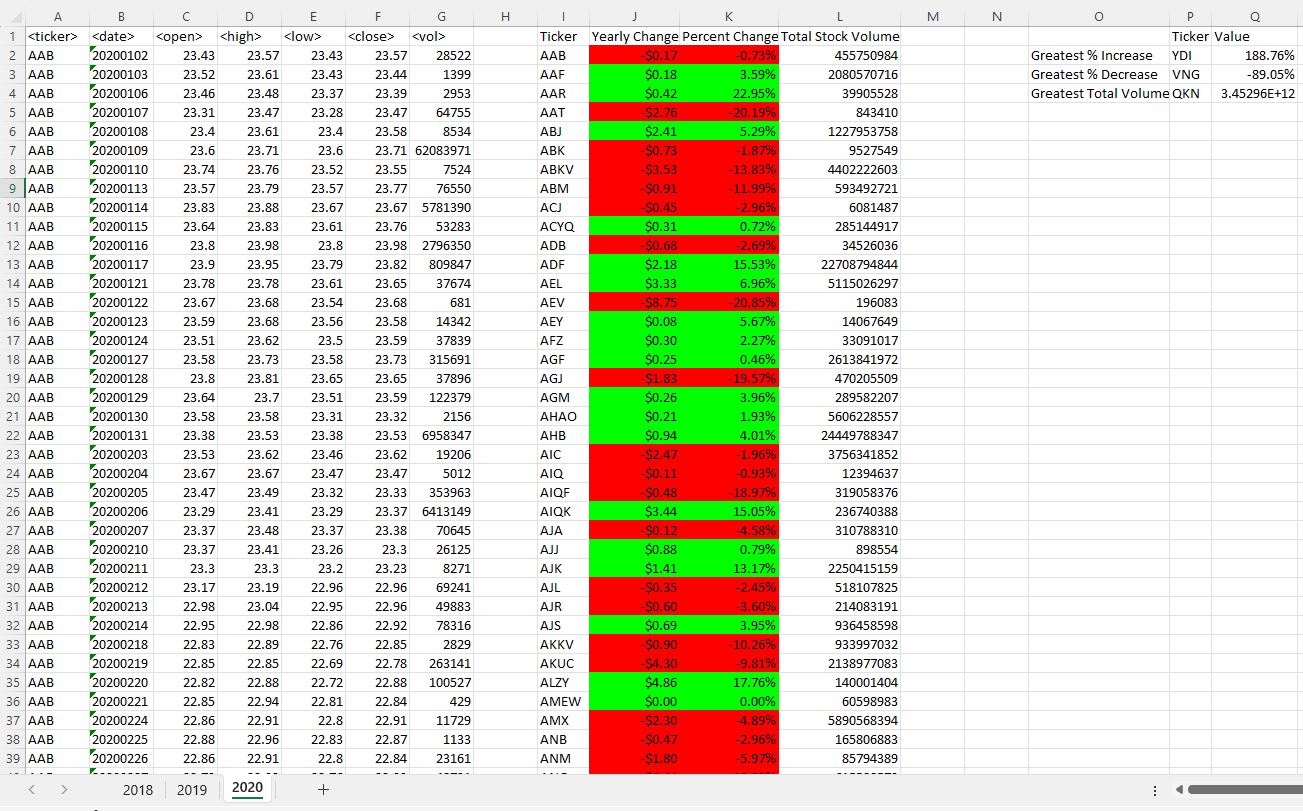 A B C D E F G H I J K L M N O P Q
1 <ticker> <date> <open> <high> <low> <close> <vol> Ticker Yearly Change Percent Change Total Stock Volume Ticker Value
2 AAB 20200102 23.43 23.57 23.43 23.57 28522 AAB -$0.17 -0.73% 455750984 Greatest % Increase YDI 188.76%
3 AAB 20200103 23.52 23.61 23.43 23.44 1399 AAF $0.18 3.59% 2080570716 Greatest % Decrease VNG -89.05%
4 AAB 20200106 23.46 23.48 23.37 23.39 2953 AAR $0.42 22.95% 39905528 Greatest Total Volume QKN 3.45296E+12
5 AAB 20200107 23.31 23.47 23.28 23.47 64755 AAT -$2.76 -20.19% 843410
6 AAB 20200108 23.4 23.61 23.4 23.58 8534 ABJ $2.41 5.29% 1227953758
7 AAB 20200109 23.6 23.71 23.6 23.71 62083971 ABK -$0.73 -1.87% 9527549
8 AAB 20200110 23.74 23.76 23.52 23.55 7524 ABKV -$3.53 -13.83% 4402222603
9 AAB 20200113 23.57 23.79 23.57 23.77 76550 ABM -$0.91 -11.99% 593492721
10 AAB 20200114 23.83 23.88 23.67 23.67 5781390 ACJ -$0.45 -2.96% 6081487
11 AAB 20200115 23.64 23.83 23.61 23.76 53283 ACYQ $0.31 0.72% 285144917
12 AAB 20200116 23.8 23.98 23.8 23.98 2796350 ADB -$0.68 -2.69% 34526036
13 AAB 20200117 23.9 23.95 23.79 23.82 809847 ADF $2.18 15.53% 22708794844
14 AAB 20200121 23.78 23.78 23.61 23.65 37674 AEL $3.33 6.96% 5115026297
15 AAB 20200122 23.67 23.68 23.54 23.68 681 AEV -$8.75 -20.85% 196083
16 AAB 20200123 23.59 23.68 23.56 23.58 14342 AEY $0.08 5.67% 14067649
17 AAB 20200124 23.51 23.62 23.5 23.59 37839 AFZ $0.30 2.27% 33091017
18 AAB 20200127 23.58 23.73 23.58 23.73 315691 AGF $0.25 0.46% 2613841972
19 AAB 20200128 23.8 23.81 23.65 23.65 37896 AGJ -$1.83 -19.57% 470205509
20 AAB 20200129 23.64 23.7 23.51 23.59 122379 AGM $0.26 3.96% 289582207
21 AAB 20200130 23.58 23.58 23.31 23.32 2156 AHAO $0.21 1.93% 5606228557
22 AAB 20200131 23.38 23.53 23.38 23.53 6958347 AHB $0.94 4.01% 24449788347
23 AAB 20200203 23.53 23.62 23.46 23.62 19206 AIC -$2.47 -1.96% 3756341852
24 AAB 20200204 23.67 23.67 23.47 23.47 5012 AIQ -$0.11 -0.93% 12394637
25 AAB 20200205 23.47 23.49 23.32 23.33 353963 AIQF -$0.48 -18.97% 319058376
26 AAB 20200206 23.29 23.41 23.29 23.37 6413149 AIQK $3.44 15.05% 236740388
27 AAB 20200207 23.37 23.48 23.37 23.38 70645 AJA -$0.12 -4.58% 310788310
28 AAB 20200210 23.37 23.41 23.26 23.3 26125 AJJ $0.88 0.79% 898554
29 AAB 20200211 23.3 23.3 23.2 23.23 8271 AJK $1.41 13.17% 2250415159
30 AAB 20200212 23.17 23.19 22.96 22.96 69241 AJL -$0.35 -2.45% 518107825
31 AAB 20200213 22.98 23.04 22.95 22.96 49883 AJR -$0.60 -3.60% 214083191
32 AAB 20200214 22.95 22.98 22.86 22.92 78316 AJS $0.69 3.95% 936458598
33 AAB 20200218 22.83 22.89 22.76 22.85 2829 AKKV -$0.90 -10.26% 933997032
34 AAB 20200219 22.85 22.85 22.69 22.78 263141 AKUC -$4.30 -9.81% 2138977083
35 AAB 20200220 22.82 22.88 22.72 22.88 100527 ALZY $4.86 17.76% 140001404
36 AAB 20200221 22.85 22.94 22.81 22.84 429 AMEW $0.00 0.00% 60598983
37 AAB 20200224 22.86 22.91 22.8 22.91 11729 AMX -$2.30 -4.89% 5890568394
38 AAB 20200225 22.88 22.96 22.83 22.87 1133 ANB -$0.47 -2.96% 165806883
39 AAB 20200226 22.86 22.91 22.8 22.84 23161 ANM -$1.80 -5.97% 85794389
2018 2019 2020